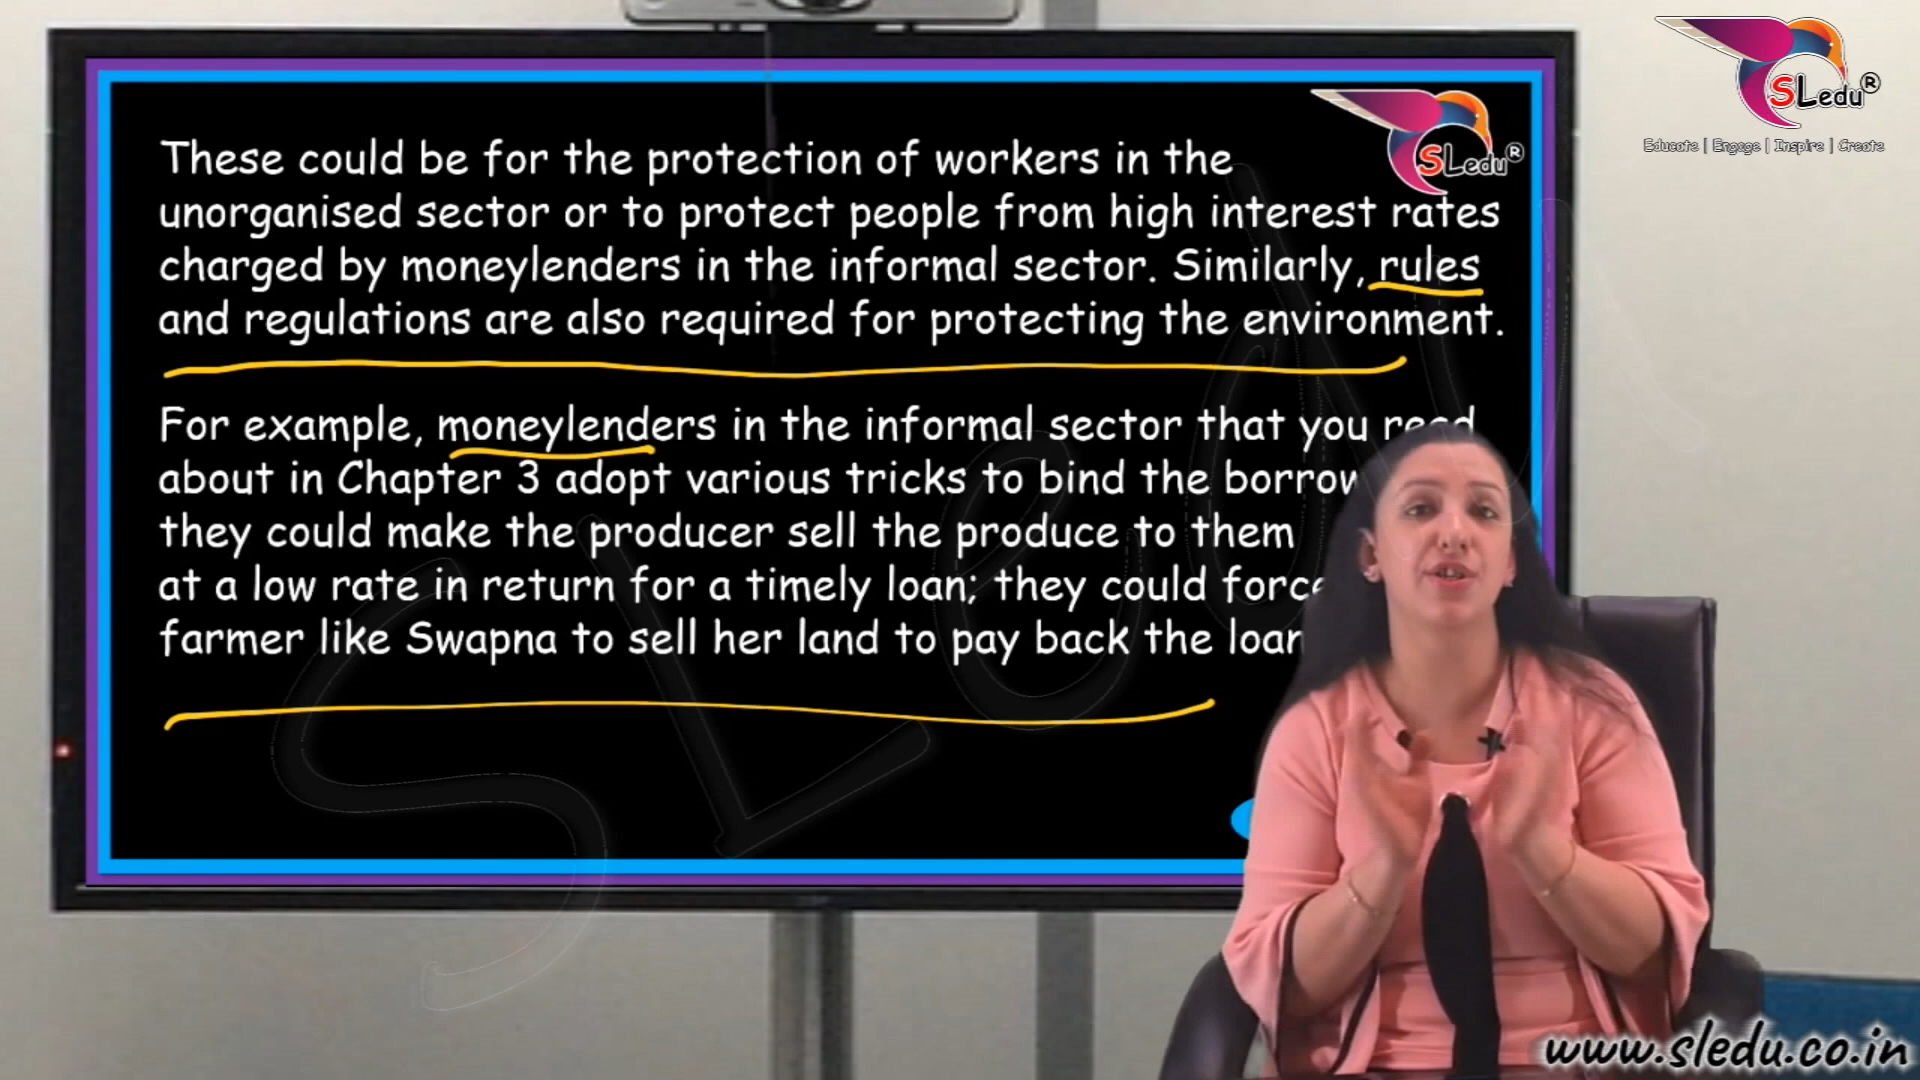 SLedu®
Educate | Engage | Inspire | Create
SLedu®
These could be for the protection of workers in the
unorganised sector or to protect people from high interest rates
charged by moneylenders in the informal sector. Similarly, rules
and regulations are also required for protecting the environment.
For example, moneylenders in the informal sector that you read
about in Chapter 3 adopt various tricks to bind the
they could make the producer sell the produce to them
at a low rate in return for a timely loan; they could
farmer like Swapna to sell her land to pay back the loan
SLedu
www.sledu.co.in